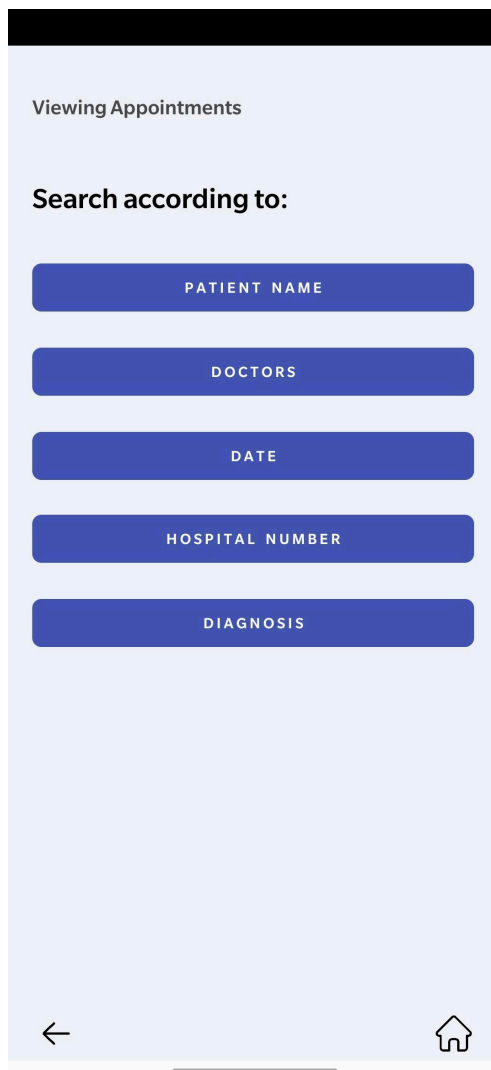 Viewing Appointments
Search according to:
PATIENT NAME
DOCTORS
DATE
HOSPITAL NUMBER
DIAGNOSIS